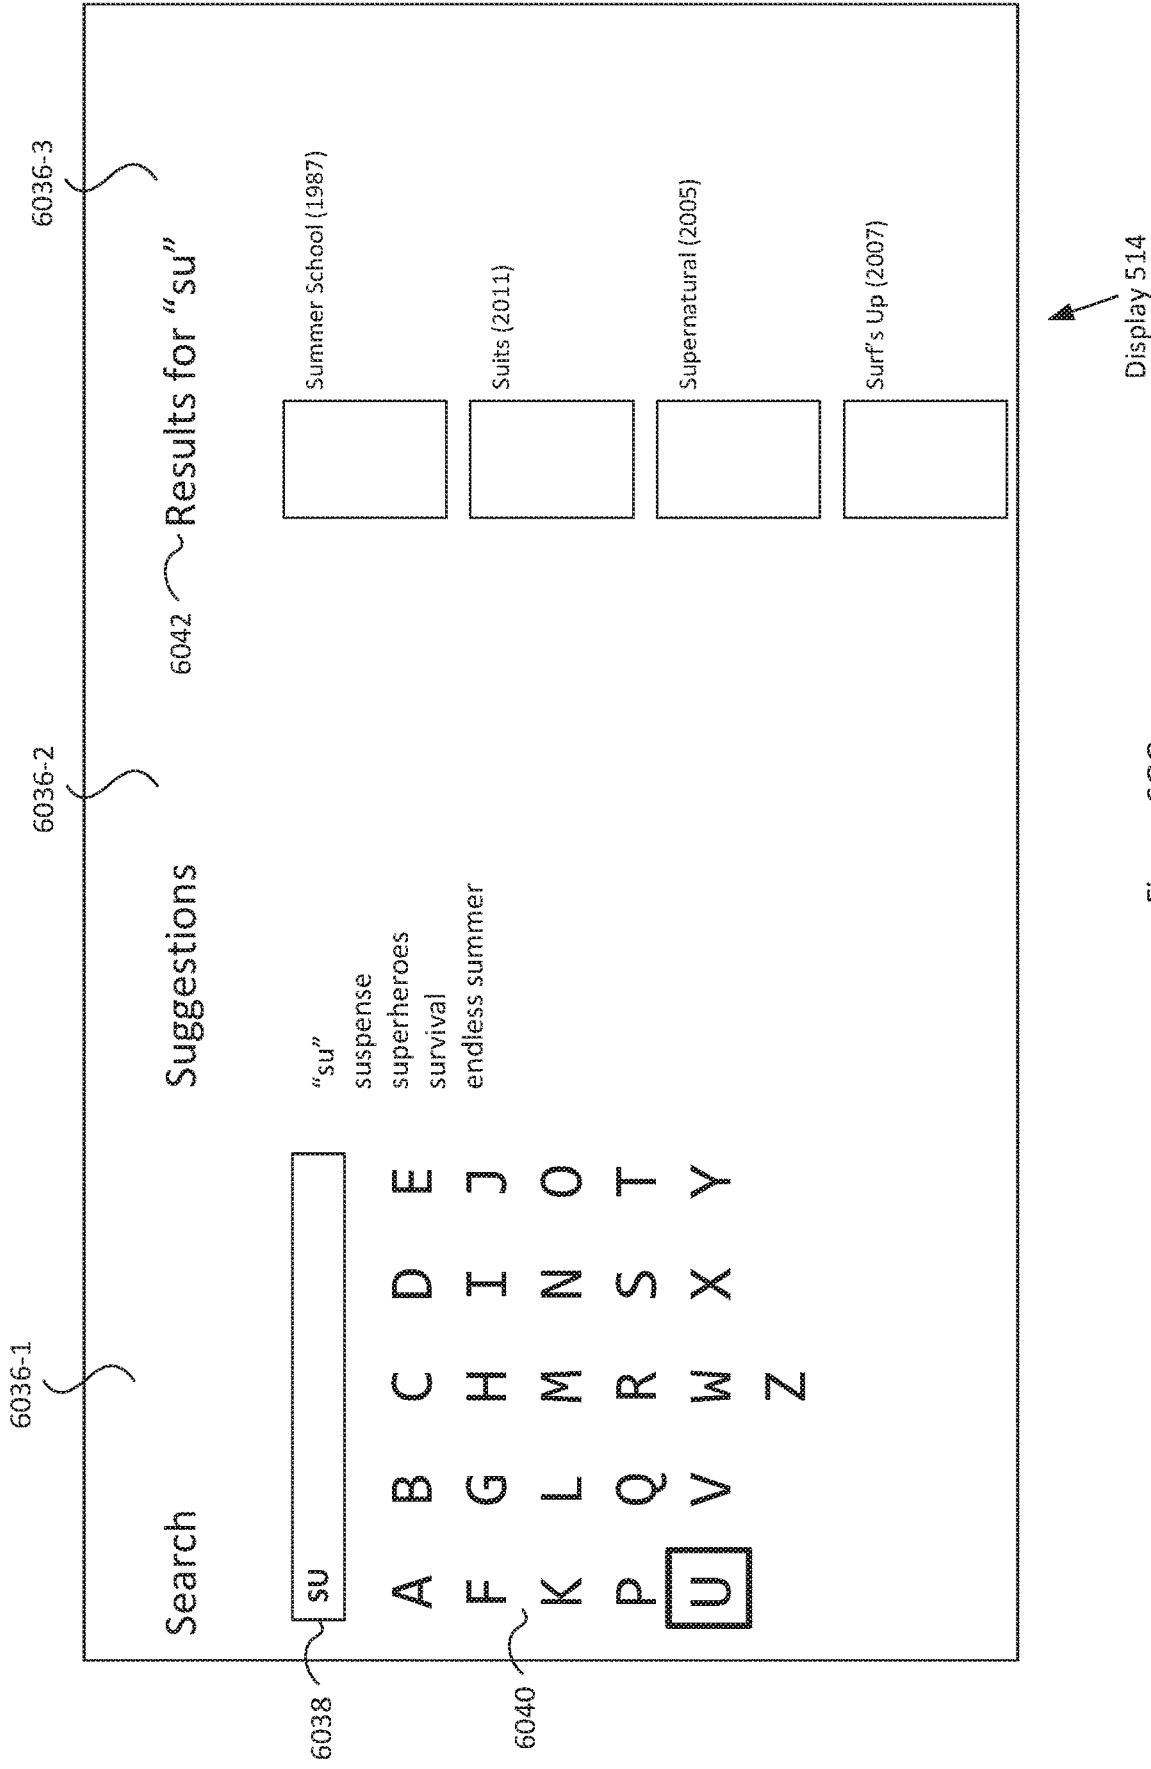 6036-1
6036-2
6036-3
Search
Suggestions
6042
Results for “su”
6038
su
A B C D E
F G H I J
K L M N O
P Q R S T
U V W X Y
Z
6040
“su”
suspense
superheroes
survival
endless summer
Summer School (1987)
Suits (2011)
Supernatural (2005)
Surf's Up (2007)
Display 514